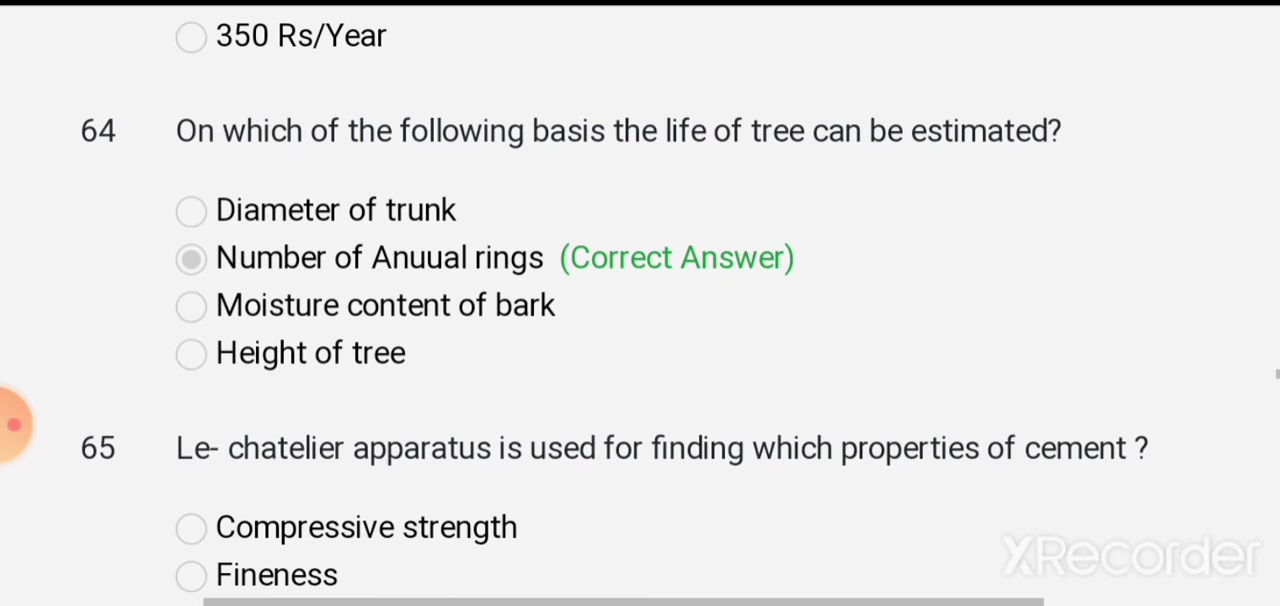 350 Rs/Year
64 On which of the following basis the life of tree can be estimated?
Diameter of trunk
Number of Anuual rings (Correct Answer)
Moisture content of bark
Height of tree
65 Le- chatelier apparatus is used for finding which properties of cement ?
Compressive strength
Fineness
XRecorder